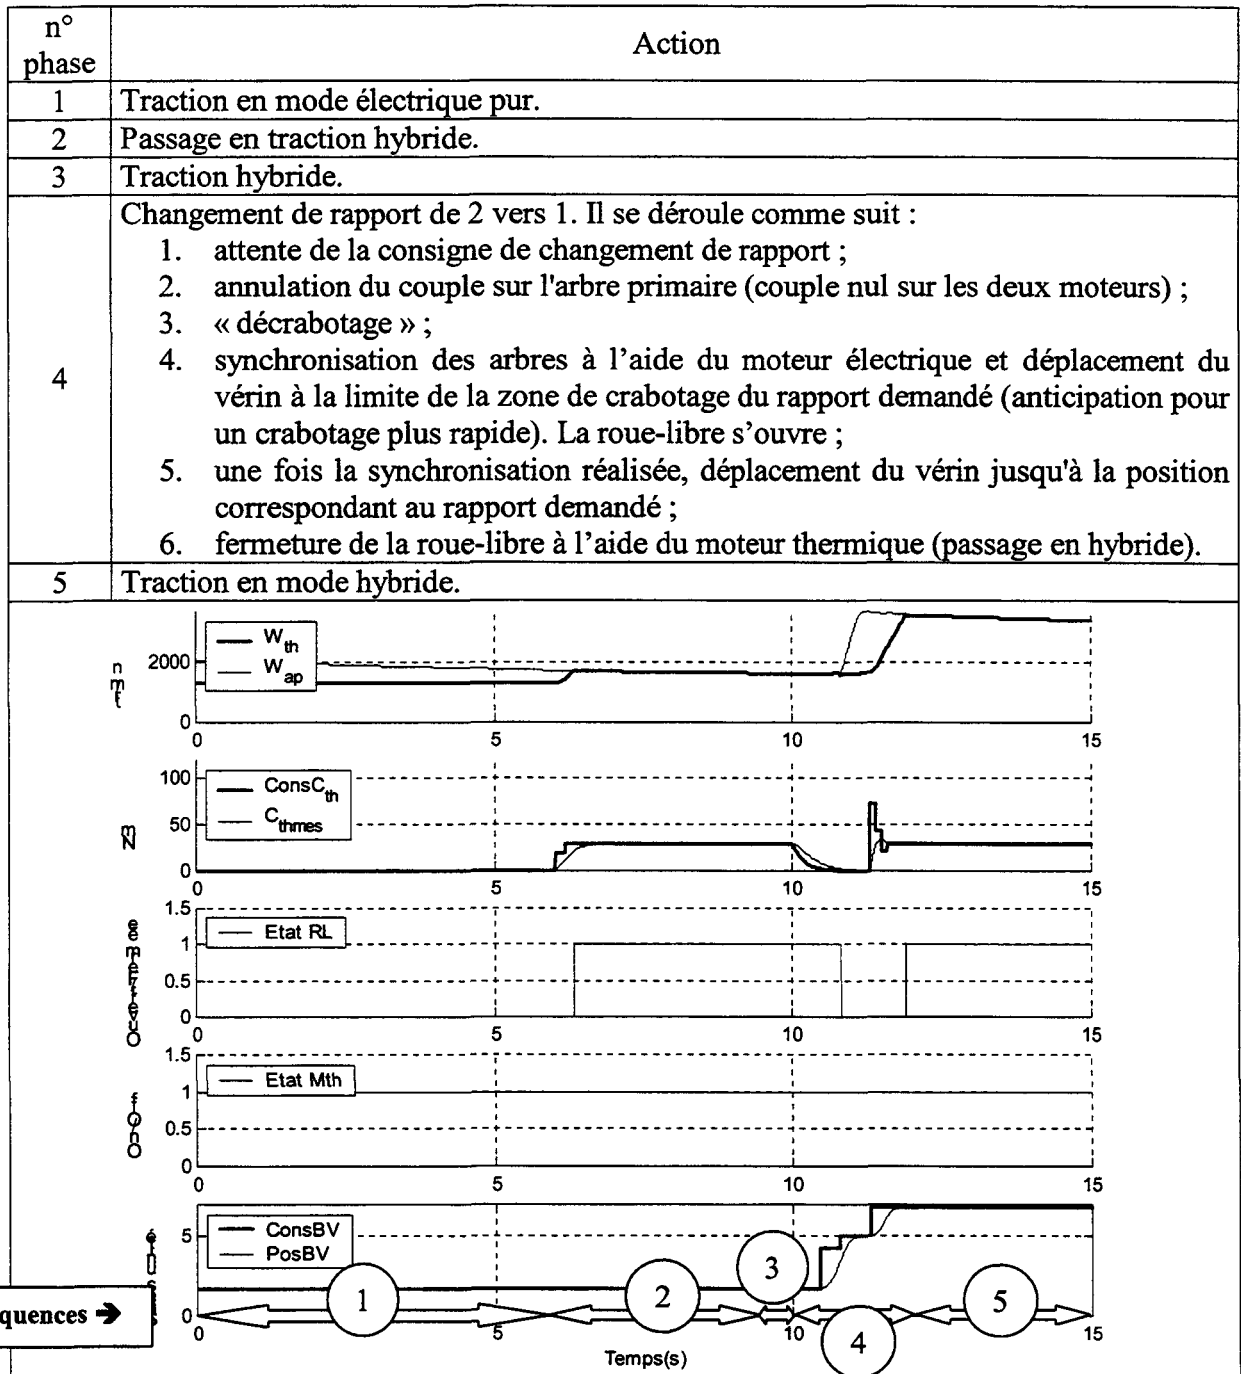 n° phase
Action
1
Traction en mode électrique pur.
2
Passage en traction hybride.
3
Traction hybride.
4
Changement de rapport de 2 vers 1. Il se déroule comme suit :
1. attente de la consigne de changement de rapport ;
2. annulation du couple sur l'arbre primaire (couple nul sur les deux moteurs) ;
3. « décrabotage » ;
4. synchronisation des arbres à l'aide du moteur électrique et déplacement du
vérin à la limite de la zone de crabotage du rapport demandé (anticipation pour
un crabotage plus rapide). La roue-libre s'ouvre ;
5. une fois la synchronisation réalisée, déplacement du vérin jusqu'à la position
correspondant au rapport demandé ;
6. fermeture de la roue-libre à l'aide du moteur thermique (passage en hybride).
5
Traction en mode hybride.
W_th
W_ap
2000
0
0 5 10 15
ConsC_th
C_thmes
100
50
0
0 5 10 15
Etat RL
1.5
1
0.5
0
0 5 10 15
Etat Mth
1.5
1
0.5
0
0 5 10 15
ConsBV
PosBV
5
0
1
2
3
4
5
quences ➔
0 5 10 15
Temps(s)